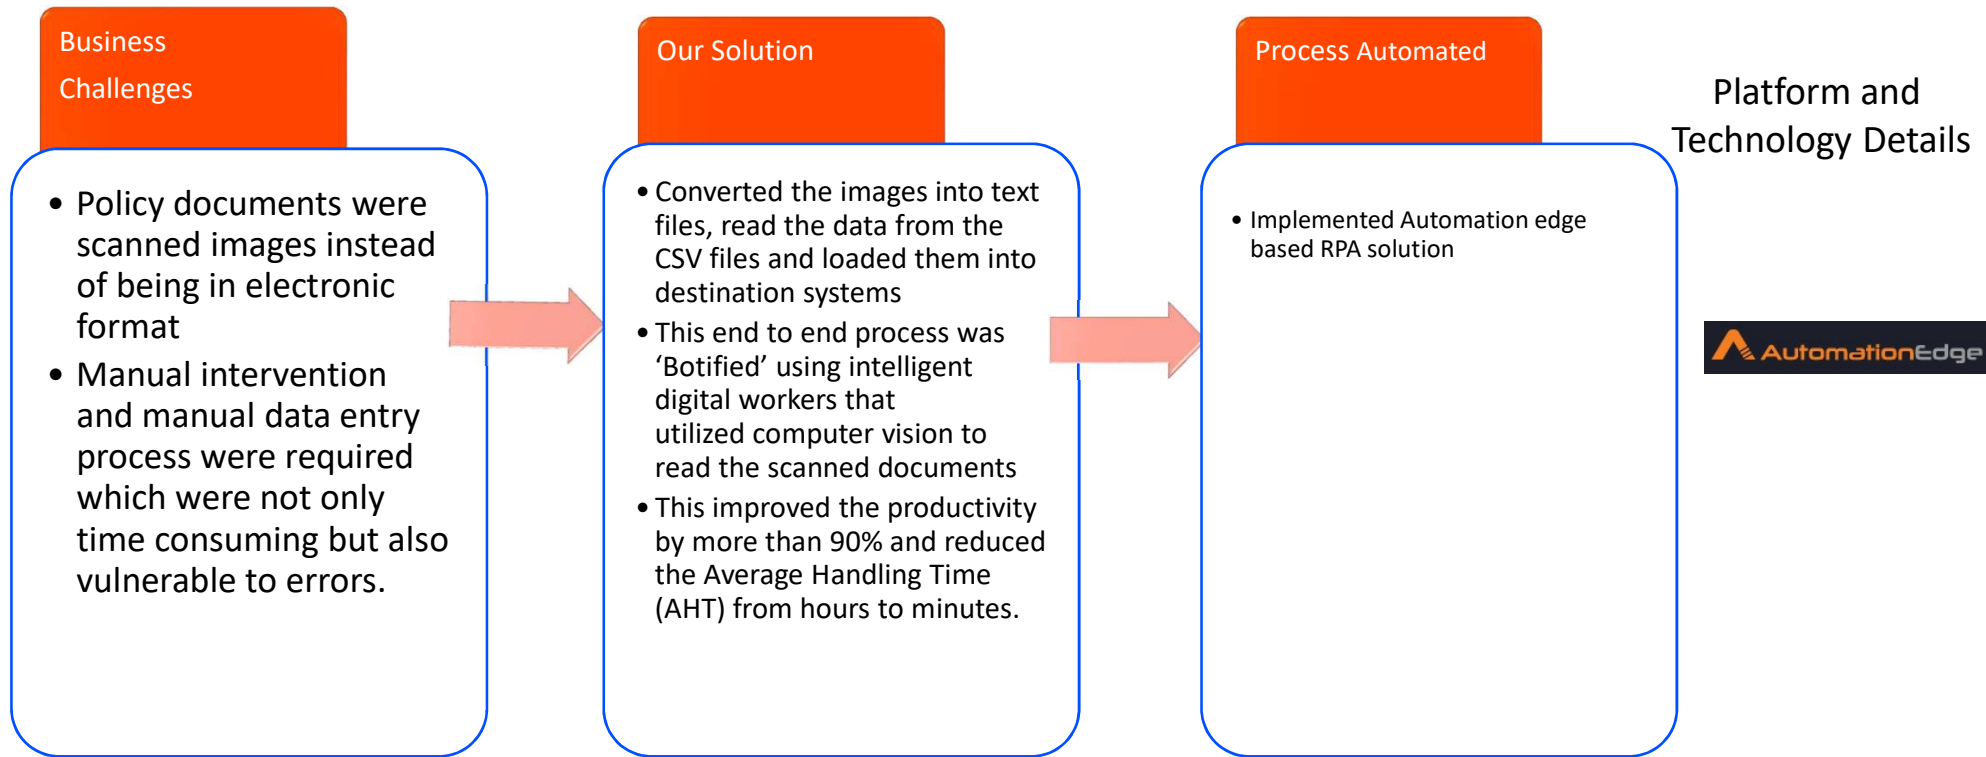 Business
Challenges
• Policy documents were
scanned images instead
of being in electronic
format
• Manual intervention
and manual data entry
process were required
which were not only
time consuming but also
vulnerable to errors.
Our Solution
• Converted the images into text
files, read the data from the
CSV files and loaded them into
destination systems
• This end to end process was
‘Botified’ using intelligent
digital workers that
utilized computer vision to
read the scanned documents
• This improved the productivity
by more than 90% and reduced
the Average Handling Time
(AHT) from hours to minutes.
Process Automated
• Implemented Automation edge
based RPA solution
Platform and
Technology Details
AutomationEdge